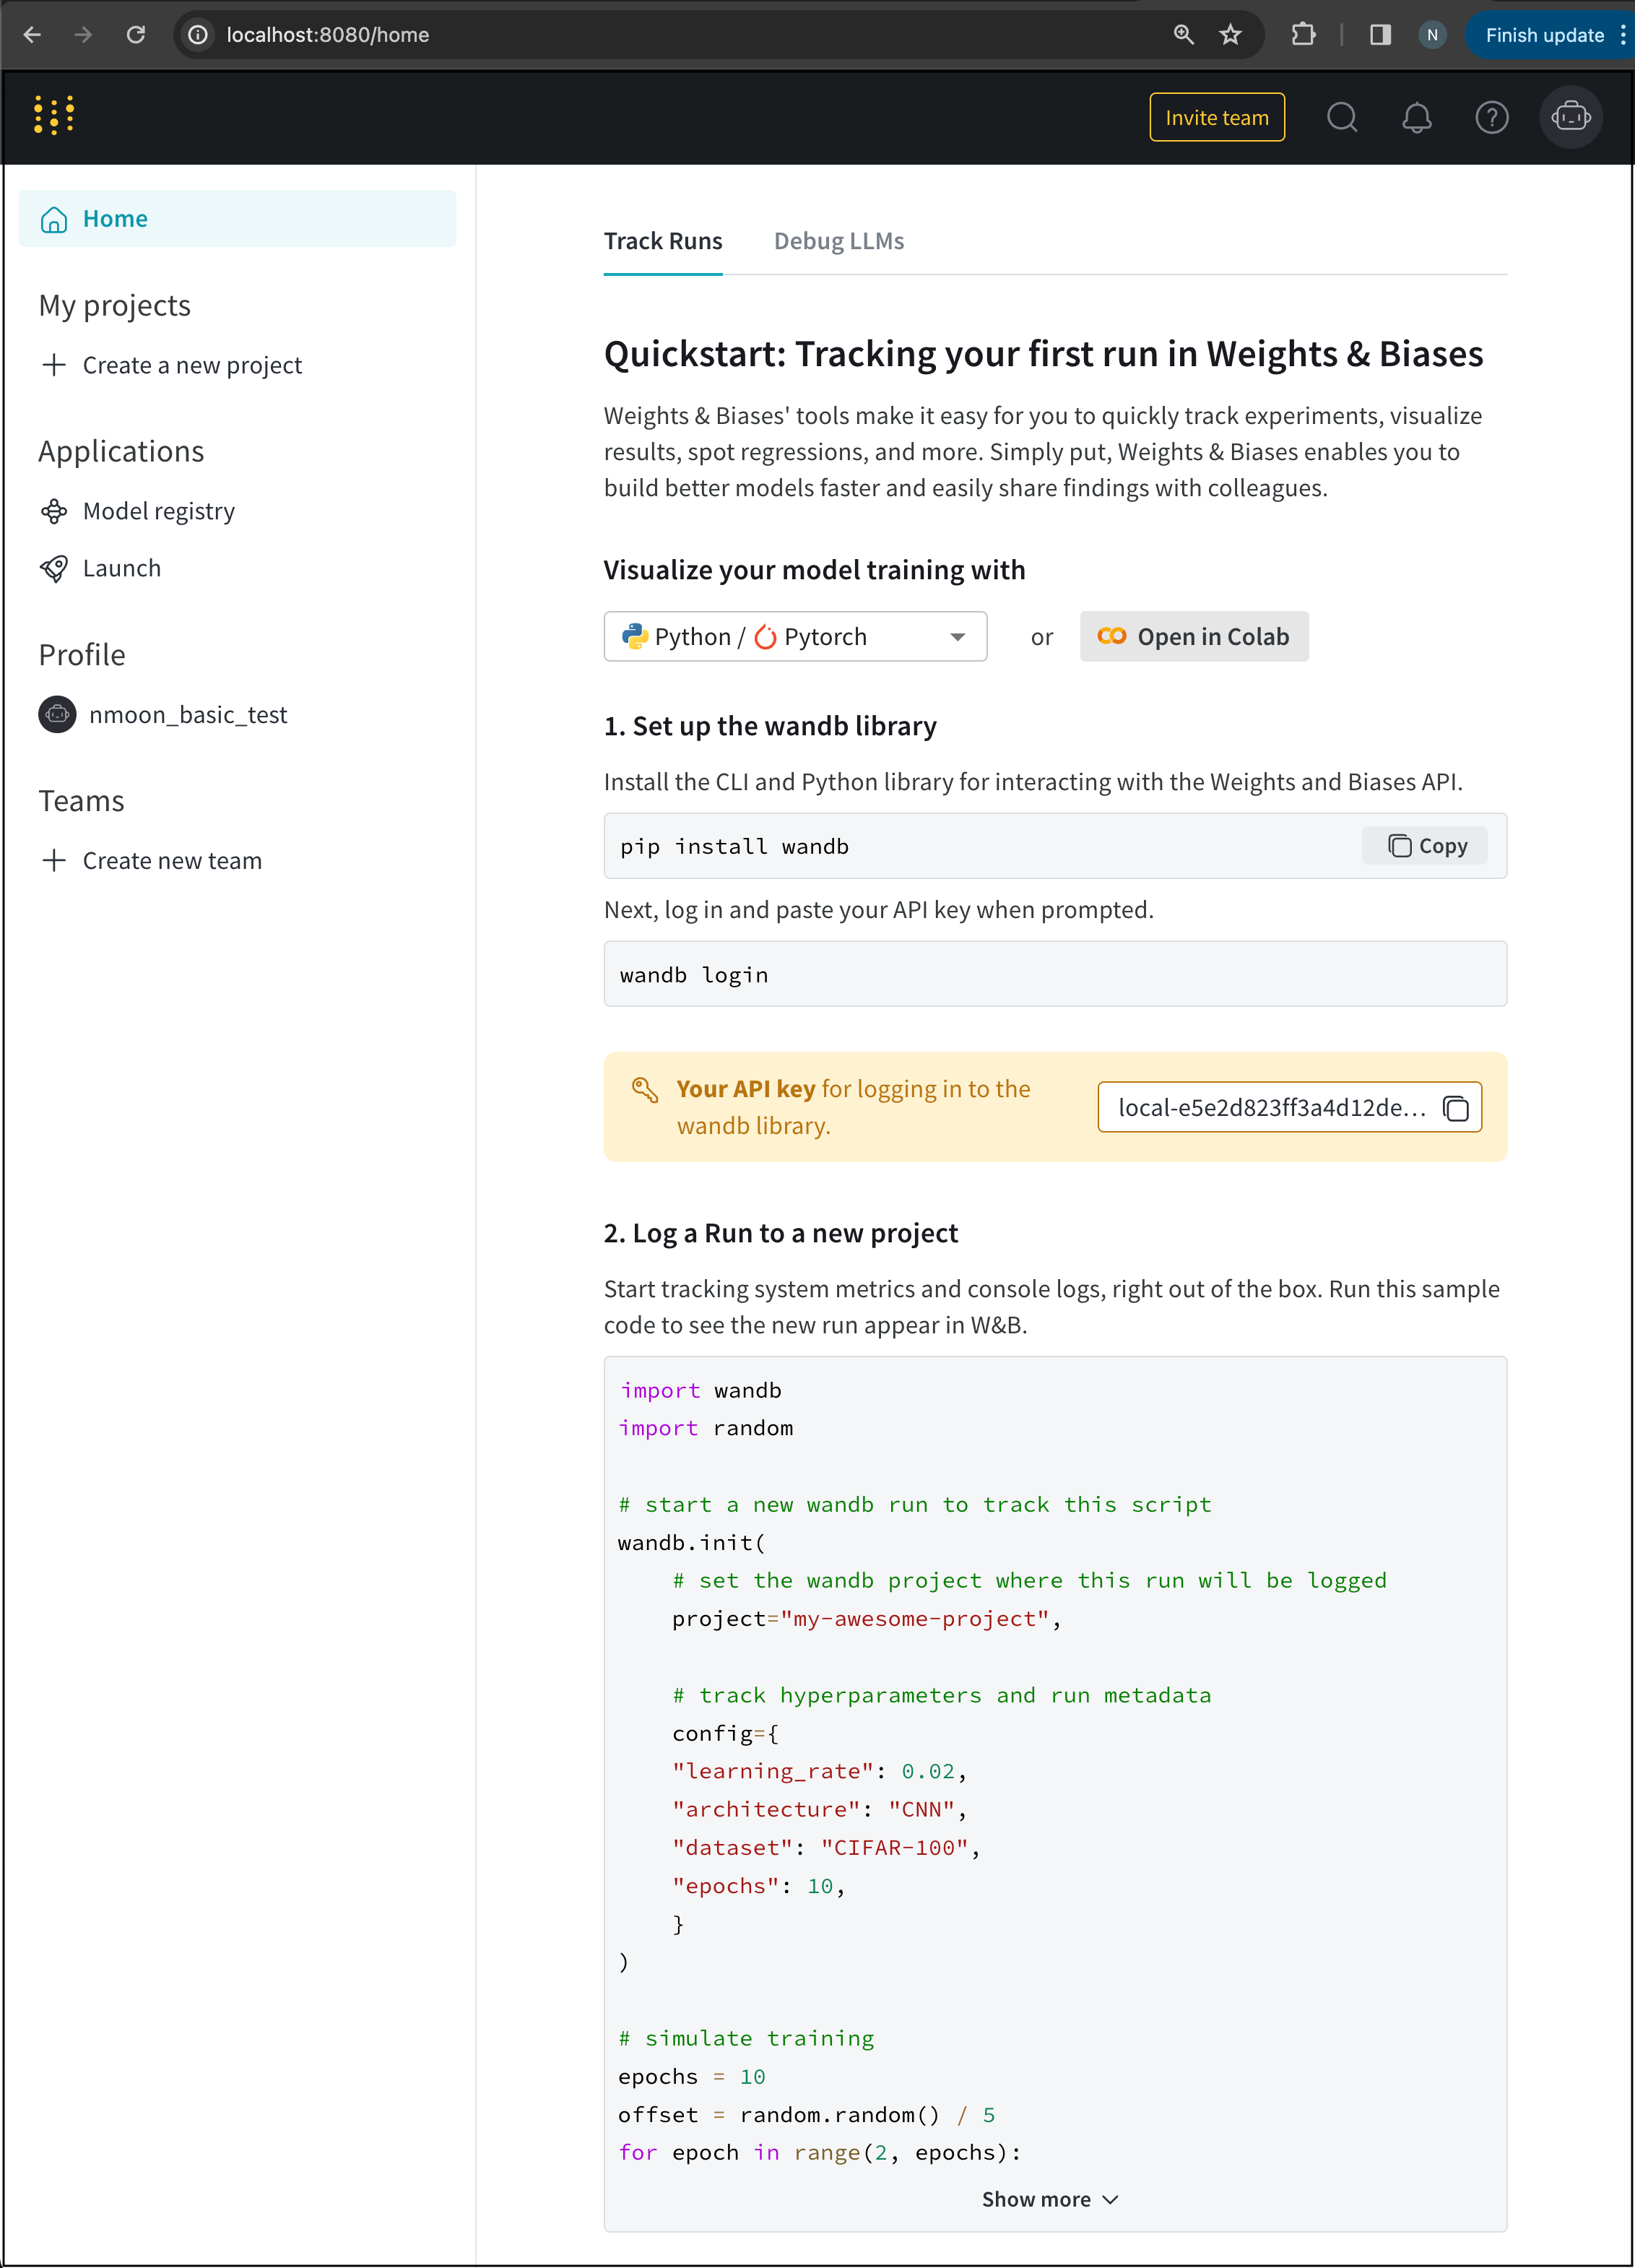 localhost:8080/home
N
Finish update
Invite team
Home
My projects
Create a new project
Applications
Model registry
Launch
Profile
nmoon_basic_test
Teams
Create new team
Track Runs
Debug LLMs
Quickstart: Tracking your first run in Weights & Biases
Weights & Biases' tools make it easy for you to quickly track experiments, visualize
results, spot regressions, and more. Simply put, Weights & Biases enables you to
build better models faster and easily share findings with colleagues.
Visualize your model training with
Python / Pytorch
or
Open in Colab
1. Set up the wandb library
Install the CLI and Python library for interacting with the Weights and Biases API.
pip install wandb
Copy
Next, log in and paste your API key when prompted.
wandb login
Your API key for logging in to the
wandb library.
local-e5e2d823ff3a4d12de...
2. Log a Run to a new project
Start tracking system metrics and console logs, right out of the box. Run this sample
code to see the new run appear in W&B.
import wandb
import random
# start a new wandb run to track this script
wandb.init(
    # set the wandb project where this run will be logged
    project="my-awesome-project",
    # track hyperparameters and run metadata
    config={
    "learning_rate": 0.02,
    "architecture": "CNN",
    "dataset": "CIFAR-100",
    "epochs": 10,
    }
)
# simulate training
epochs = 10
offset = random.random() / 5
for epoch in range(2, epochs):
Show more